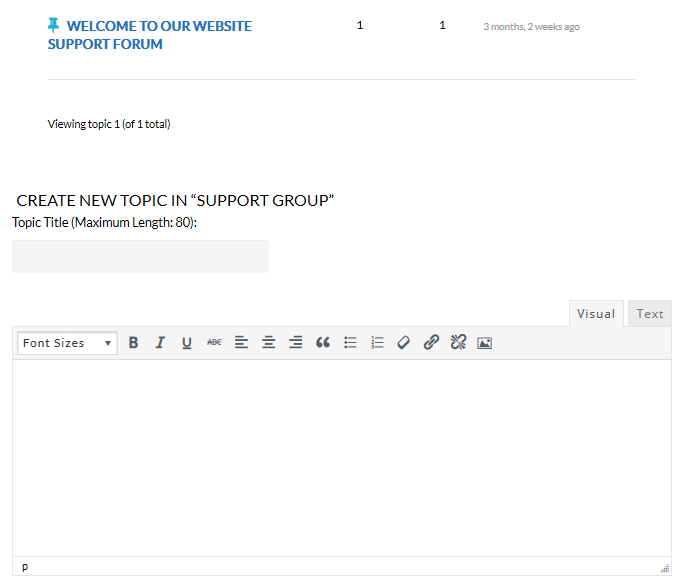 WELCOME TO OUR WEBSITE 1 1 3 months, 2 weeks ago
SUPPORT FORUM
Viewing topic 1 (of 1 total)
CREATE NEW TOPIC IN “SUPPORT GROUP”
Topic Title (Maximum Length: 80):
Visual Text
Font Sizes B I U ABC
p